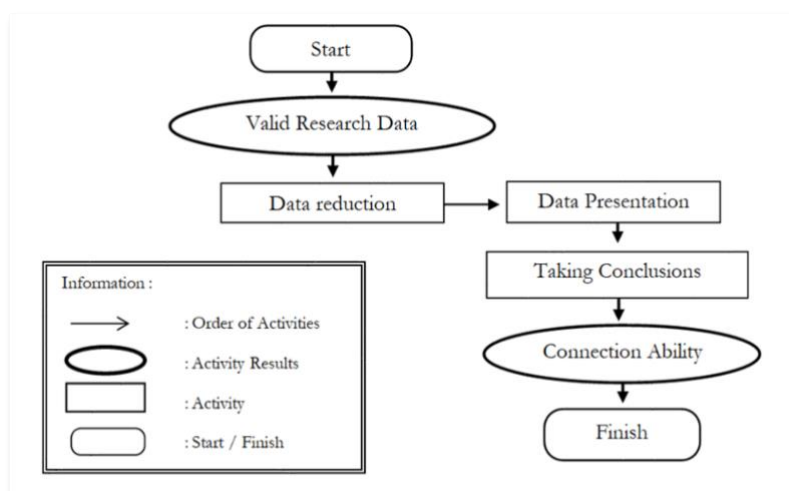 Start
Valid Research Data
Data reduction
Data Presentation
Taking Conclusions
Connection Ability
Finish
Information :
: Order of Activities
: Activity Results
: Activity
: Start / Finish